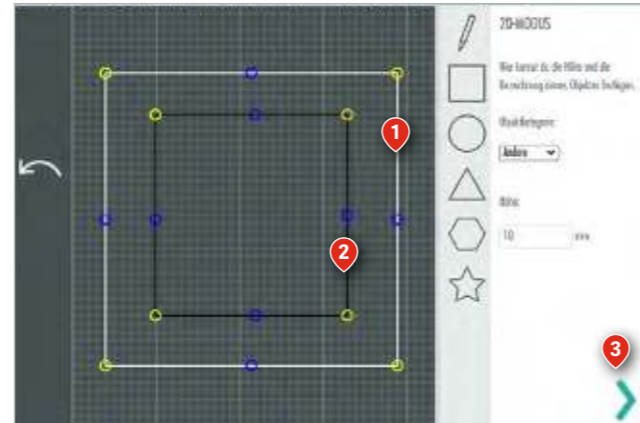 2D-MODUS
Hier kannst du die Höhe und die
Bezeichnung deines Objektes festlegen.
Objektkategorie:
Andere
Höhe:
10 mm
1
2
3